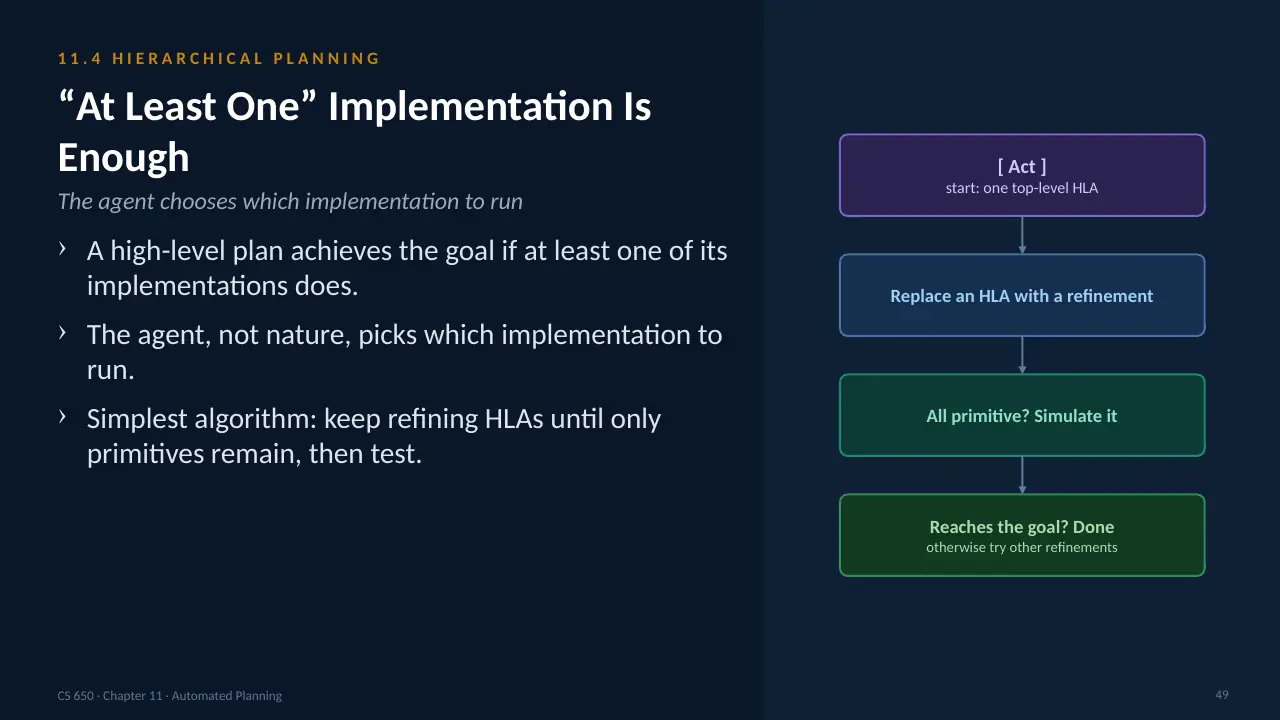 11.4 HIERARCHICAL PLANNING
“At Least One” Implementation Is
Enough
The agent chooses which implementation to run
› A high-level plan achieves the goal if at least one of its
implementations does.
› The agent, not nature, picks which implementation to
run.
› Simplest algorithm: keep refining HLAs until only
primitives remain, then test.
[ Act ]
start: one top-level HLA
Replace an HLA with a refinement
All primitive? Simulate it
Reaches the goal? Done
otherwise try other refinements
CS 650 · Chapter 11 · Automated Planning
49